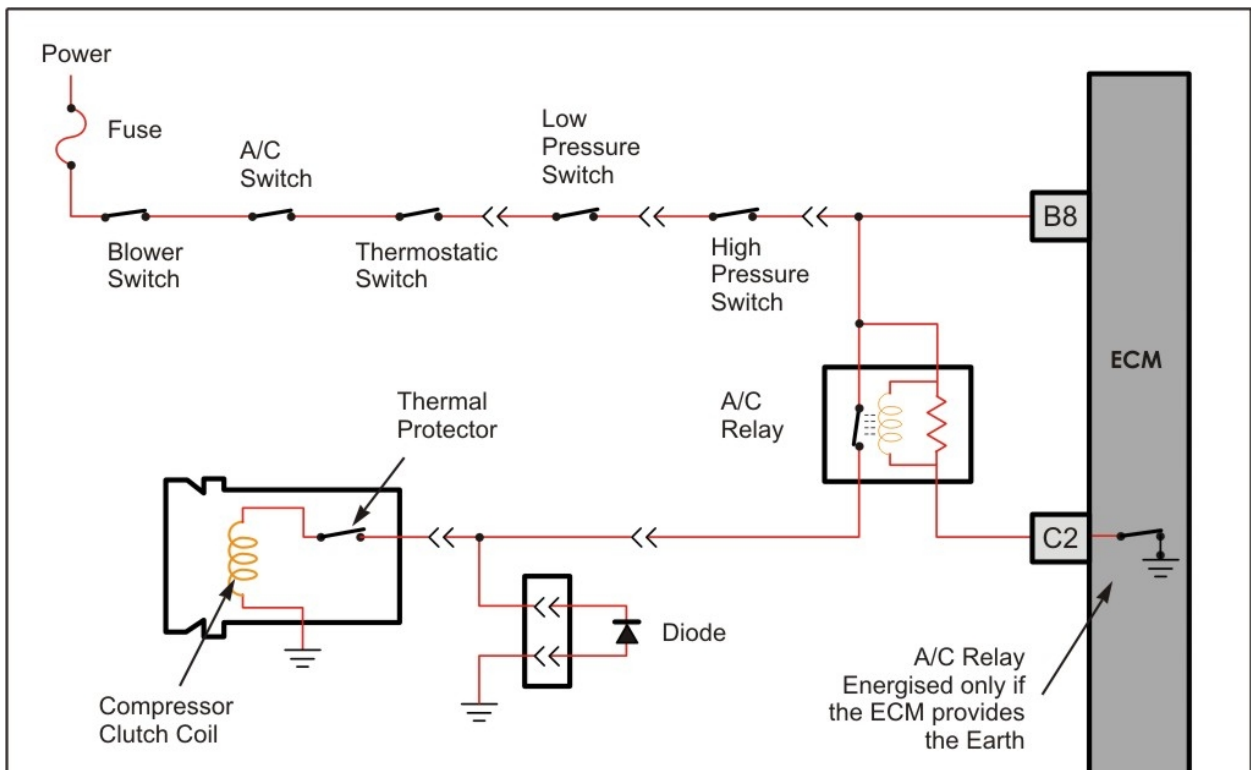 Power
Fuse
A/C
Switch
Low
Pressure
Switch
Blower
Switch
Thermostatic
Switch
High
Pressure
Switch
B8
ECM
A/C
Relay
Thermal
Protector
C2
Diode
Compressor
Clutch Coil
A/C Relay
Energised only if
the ECM provides
the Earth